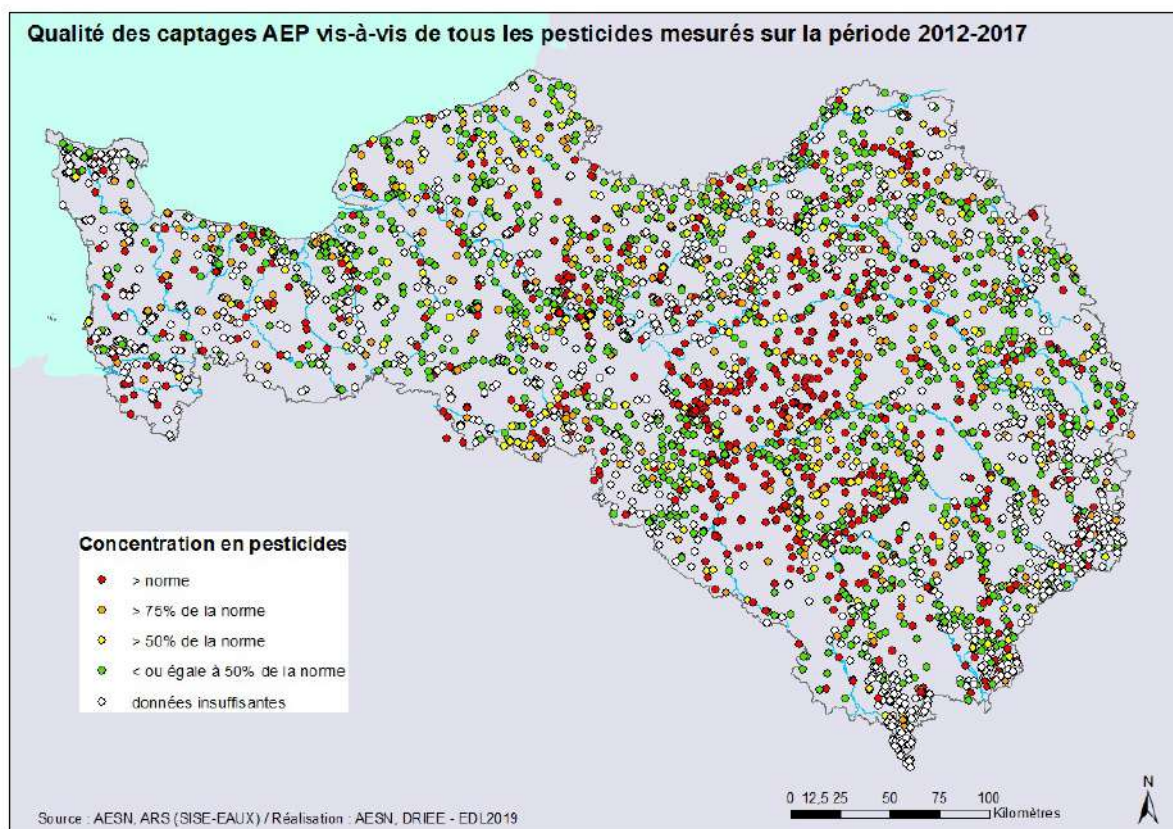 Qualité des captages AEP vis-à-vis de tous les pesticides mesurés sur la période 2012-2017
Concentration en pesticides
> norme
> 75% de la norme
> 50% de la norme
< ou égale à 50% de la norme
données insuffisantes
N
0 12,5 25 50 75 100
Kilomètres
Source : AESN, ARS (SISE-EAUX) / Réalisation : AESN, DRIEE - EDL2019